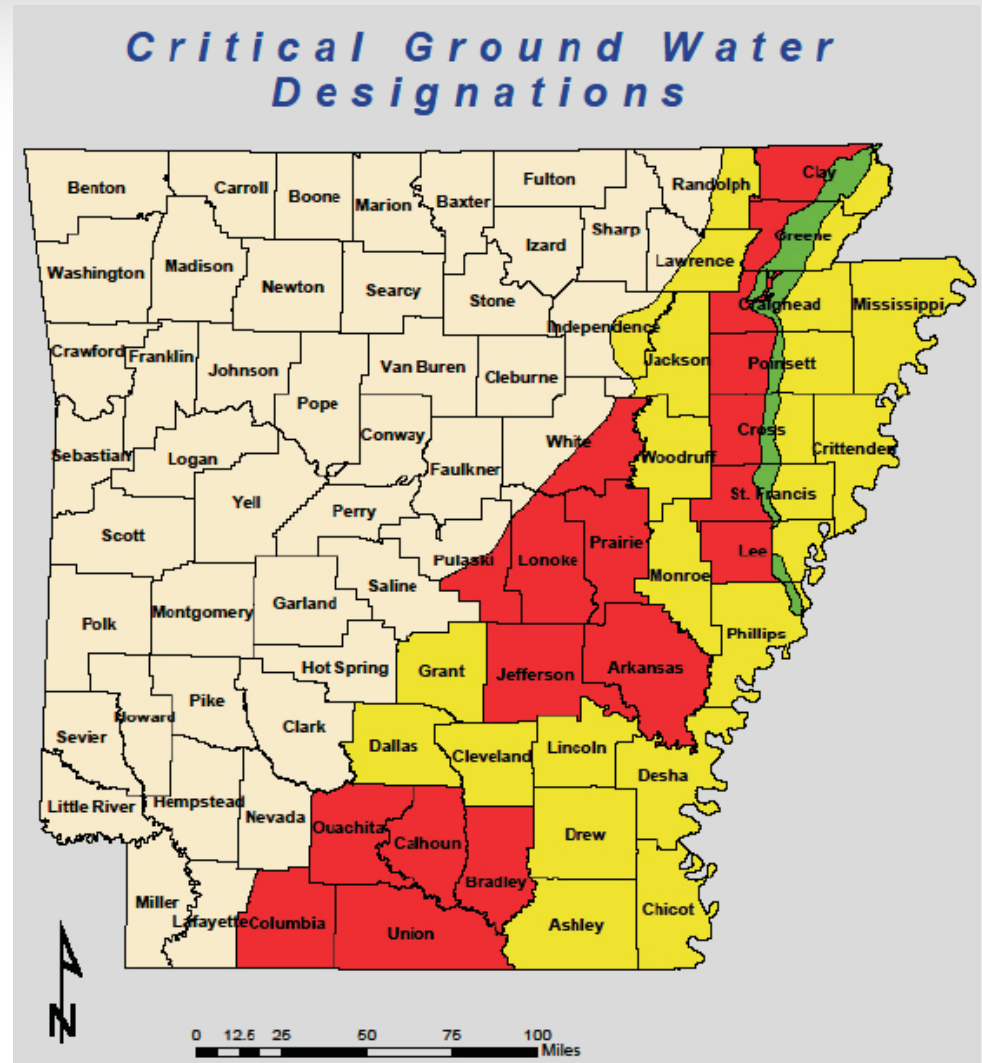 Critical Ground Water
Designations
Benton
Carroll
Boone
Marion
Baxter
Fulton
Randolph
Clay
Sharp
Izard
Greene
Washington
Madison
Newton
Searcy
Stone
Lawrence
Craighead
Mississippi
Independence
Crawford
Franklin
Johnson
Van Buren
Cleburne
Jackson
Poinsett
Pope
Conway
White
Cross
Sebastian
Logan
Faulkner
Woodruff
Crittenden
Yell
Perry
St. Francis
Scott
Pulaski
Lonoke
Prairie
Lee
Saline
Monroe
Polk
Montgomery
Garland
Phillips
Hot Spring
Grant
Jefferson
Arkansas
Pike
Howard
Clark
Sevier
Dallas
Cleveland
Lincoln
Desha
Little River
Hempstead
Nevada
Ouachita
Calhoun
Drew
Bradley
Miller
Lafayette
Columbia
Union
Ashley
Chicot
N
0 12.5 25 50 75 100
Miles